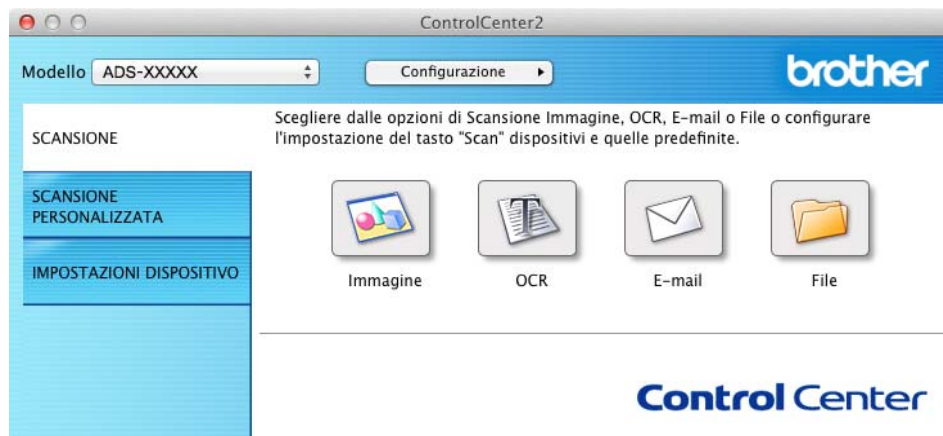 ControlCenter2
Modello ADS-XXXXX Configurazione brother
SCANSIONE
Scegliere dalle opzioni di Scansione Immagine, OCR, E-mail o File o configurare
l'impostazione del tasto "Scan" dispositivi e quelle predefinite.
SCANSIONE
PERSONALIZZATA
IMPOSTAZIONI DISPOSITIVO
Immagine OCR E-mail File
Control Center